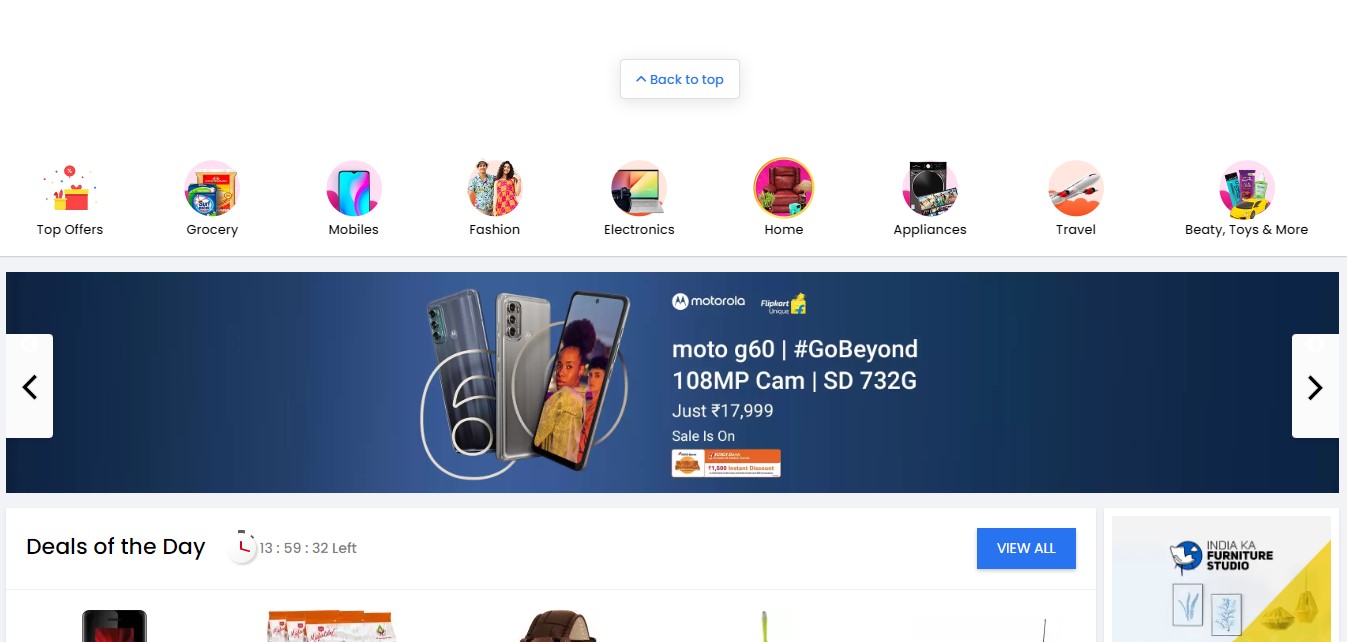 Back to top
Top Offers
Grocery
Mobiles
Fashion
Electronics
Home
Appliances
Travel
Beaty, Toys & More
motorola
Flipkart
Unique
moto g60 | #GoBeyond
108MP Cam | SD 732G
Just ₹17,999
Sale Is On
₹1,500 Instant Discount
Deals of the Day
13 : 59 : 32 Left
VIEW ALL
INDIA KA
FURNITURE
STUDIO